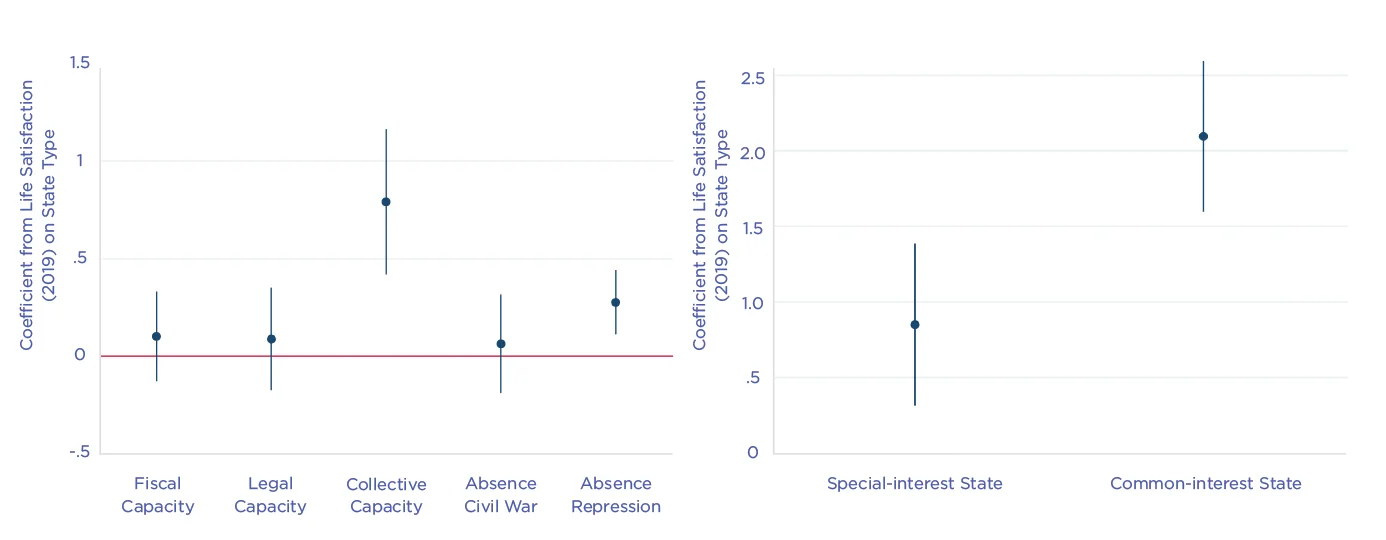 Coefficient from Life Satisfaction
(2019) on State Type
1.5
1
.5
0
-.5
Fiscal
Capacity
Legal
Capacity
Collective
Capacity
Absence
Civil War
Absence
Repression
Coefficient from Life Satisfaction
(2019) on State Type
2.5
2.0
1.5
1.0
.5
0
Special-interest State
Common-interest State